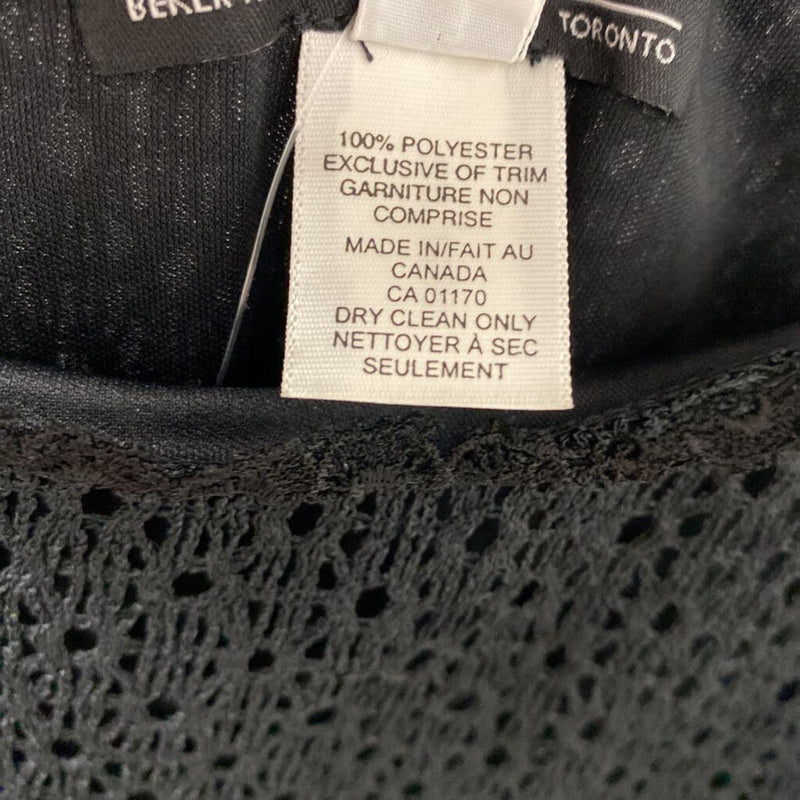 TORONTO
100% POLYESTER
EXCLUSIVE OF TRIM
GARNITURE NON
COMPRISE
MADE IN/FAIT AU
CANADA
CA 01170
DRY CLEAN ONLY
NETTOYER À SEC
SEULEMENT